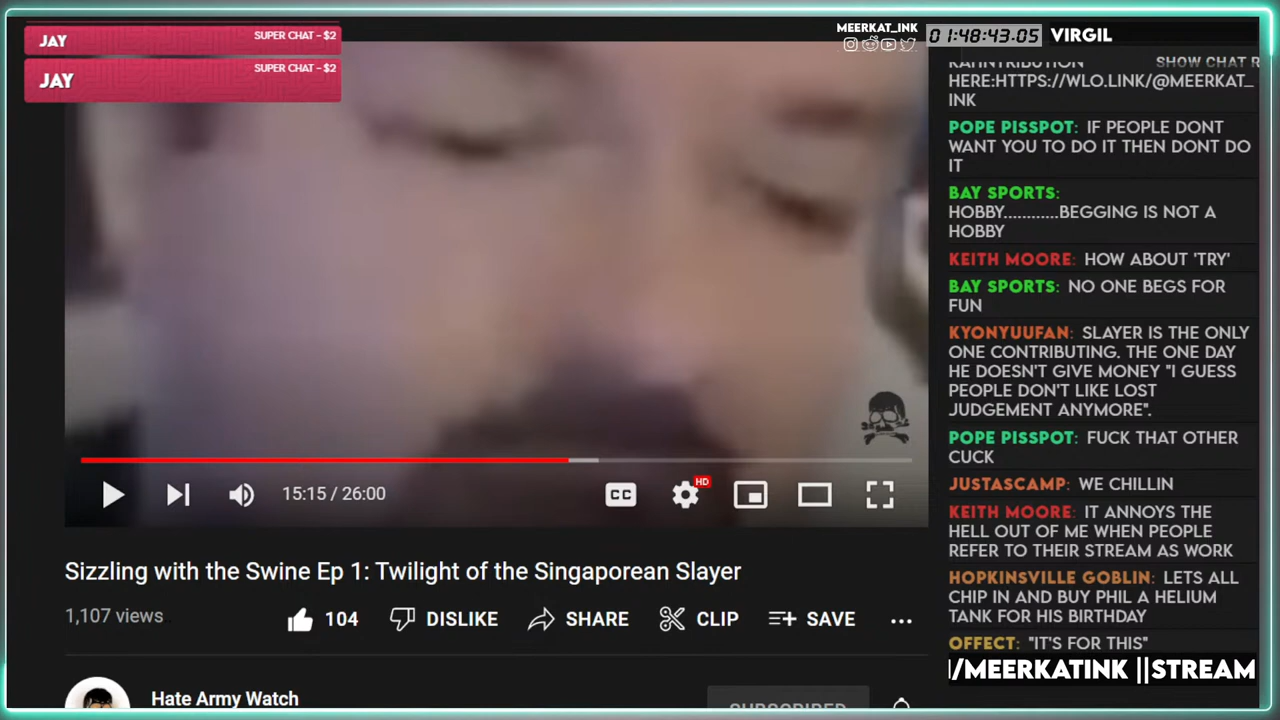 JAY
SUPER CHAT - $2
JAY
SUPER CHAT - $2
MEERKAT_INK
01:48:43.05
VIRGIL
SHOW CHAT R
HERE:HTTPS://WLO.LINK/@MEERKAT_
INK
POPE PISSPOT: IF PEOPLE DONT
WANT YOU TO DO IT THEN DONT DO
IT
BAY SPORTS:
HOBBY............BEGGING IS NOT A
HOBBY
KEITH MOORE: HOW ABOUT 'TRY'
BAY SPORTS: NO ONE BEGS FOR
FUN
KYONYUUFAN: SLAYER IS THE ONLY
ONE CONTRIBUTING. THE ONE DAY
HE DOESN'T GIVE MONEY "I GUESS
PEOPLE DON'T LIKE LOST
JUDGEMENT ANYMORE".
POPE PISSPOT: FUCK THAT OTHER
CUCK
JUSTASCAMP: WE CHILLIN
KEITH MOORE: IT ANNOYS THE
HELL OUT OF ME WHEN PEOPLE
REFER TO THEIR STREAM AS WORK
HOPKINSVILLE GOBLIN: LETS ALL
CHIP IN AND BUY PHIL A HELIUM
TANK FOR HIS BIRTHDAY
OFFECT: "IT'S FOR THIS"
/MEERKATINK ||STREAM
15:15 / 26:00
CC
HD
Sizzling with the Swine Ep 1: Twilight of the Singaporean Slayer
1,107 views
104
DISLIKE
SHARE
CLIP
SAVE
Hate Army Watch
SUBSCRIBED